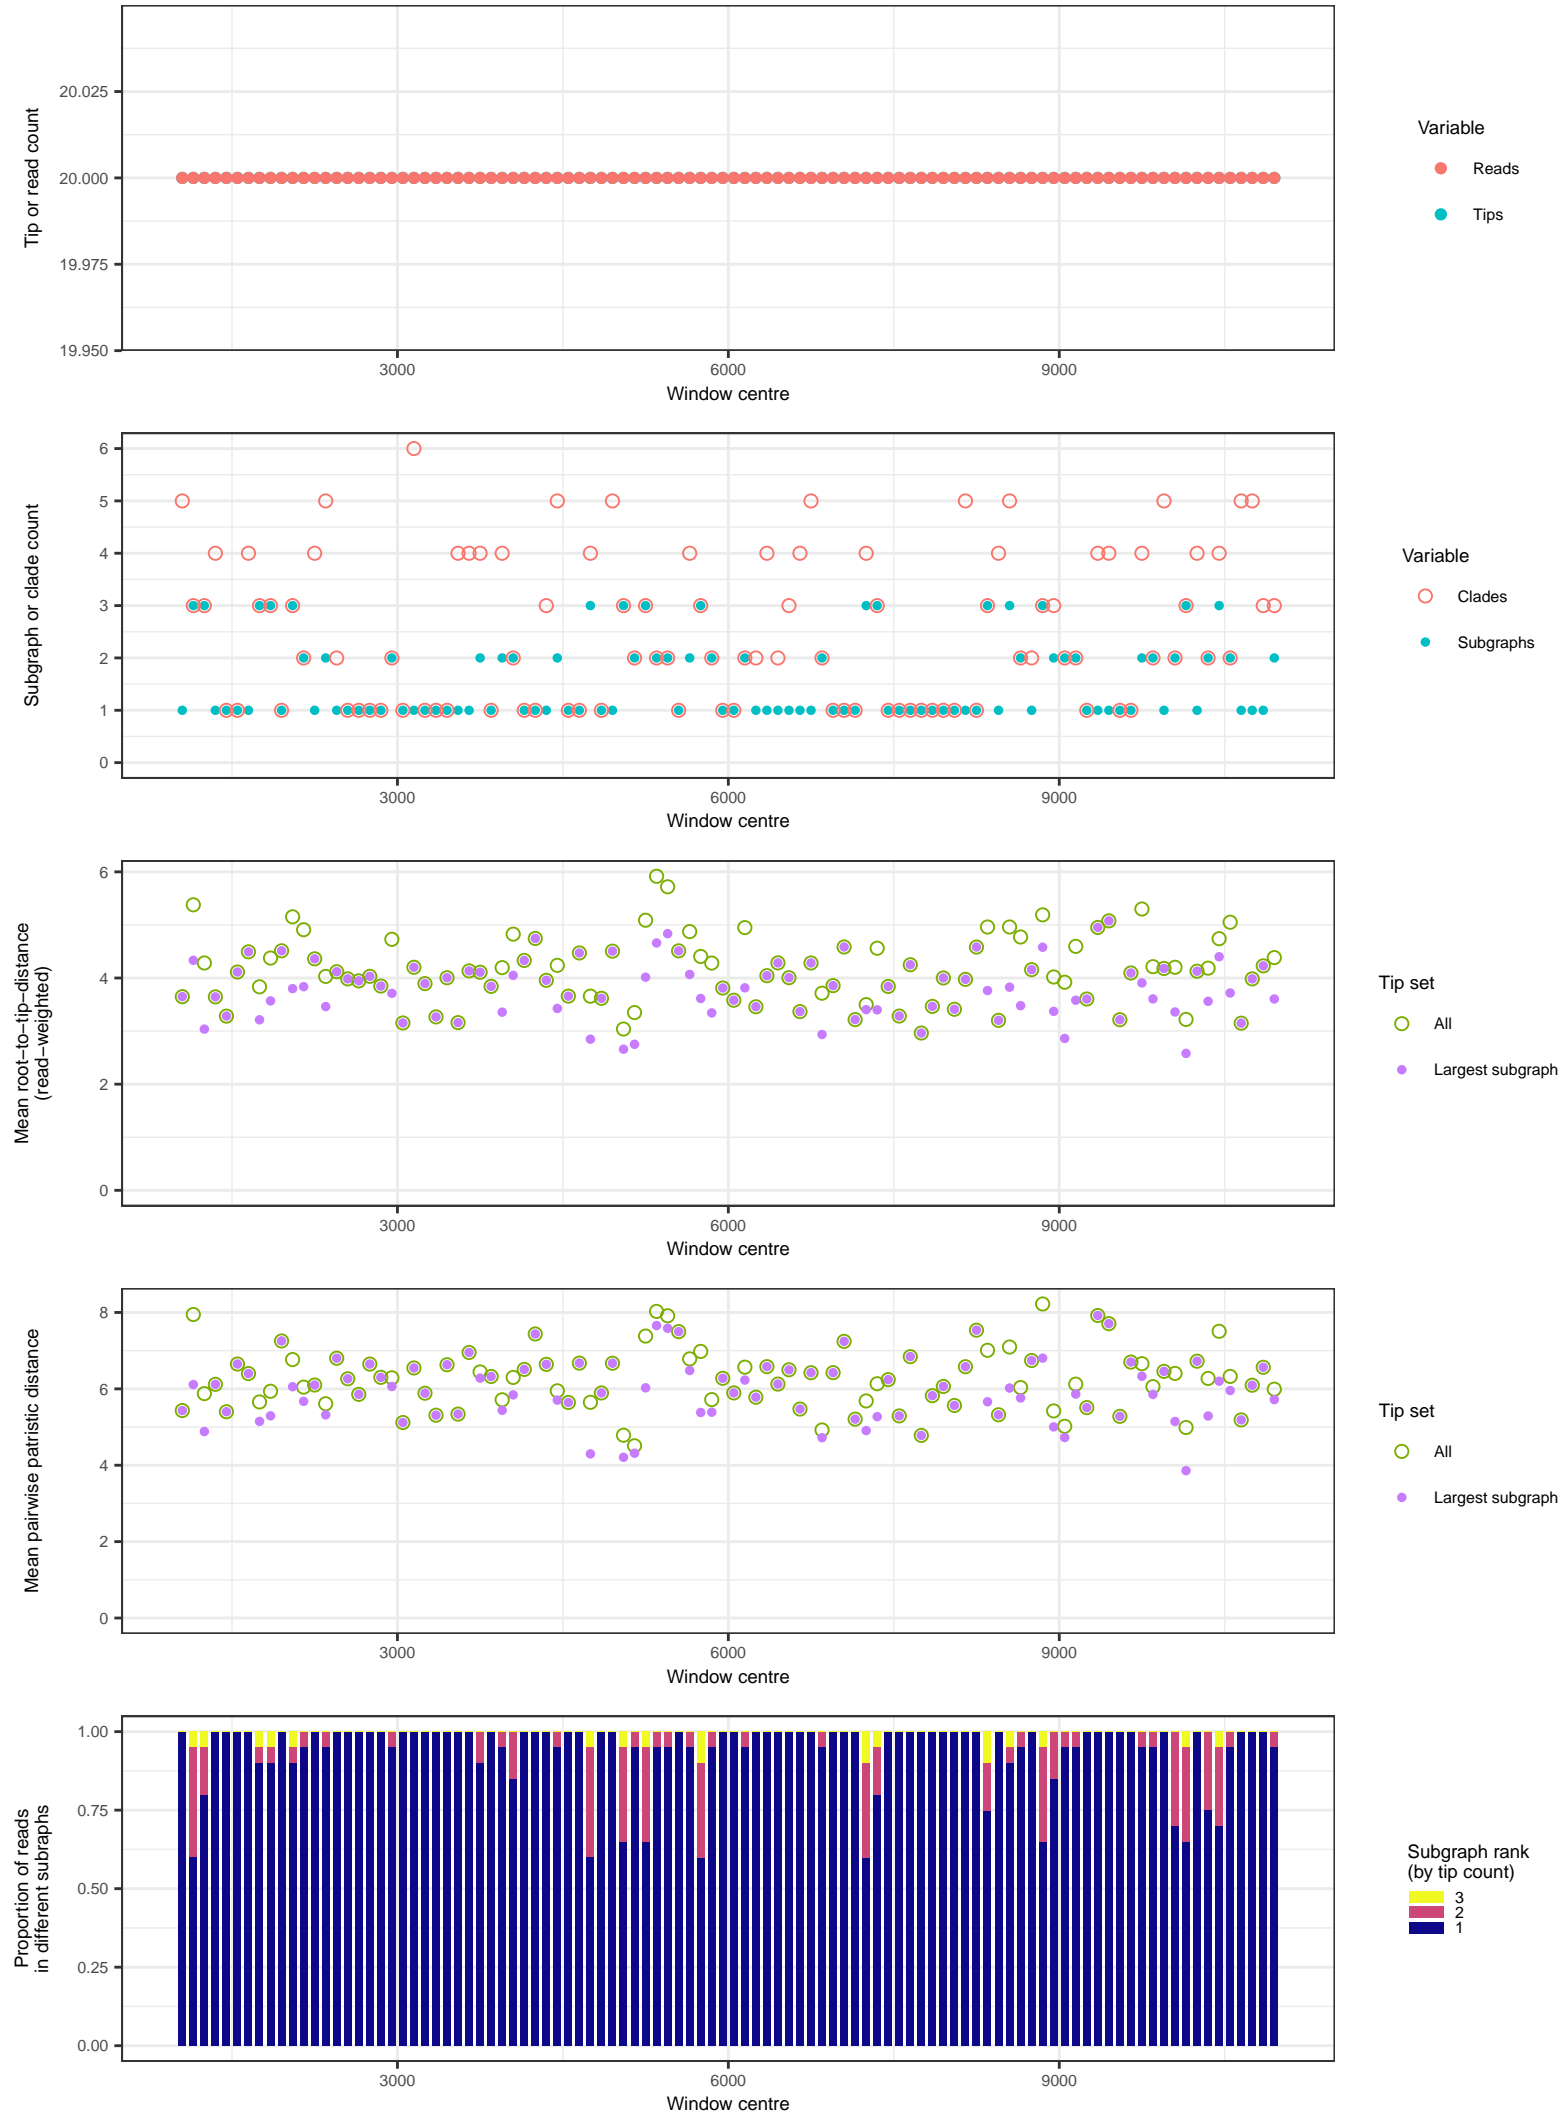 20.025
20.000
19.975
19.950
Tip or read count
3000 6000 9000
Window centre
Variable
Reads
Tips
6
5
4
3
2
1
0
Subgraph or clade count
3000 6000 9000
Window centre
Variable
Clades
Subgraphs
6
4
2
0
Mean root−to−tip−distance
(read−weighted)
3000 6000 9000
Window centre
Tip set
All
Largest subgraph
8
6
4
2
0
Mean pairwise patristic distance
3000 6000 9000
Window centre
Tip set
All
Largest subgraph
1.00
0.75
0.50
0.25
0.00
Proportion of reads
in different subraphs
3000 6000 9000
Window centre
Subgraph rank
(by tip count)
3
2
1